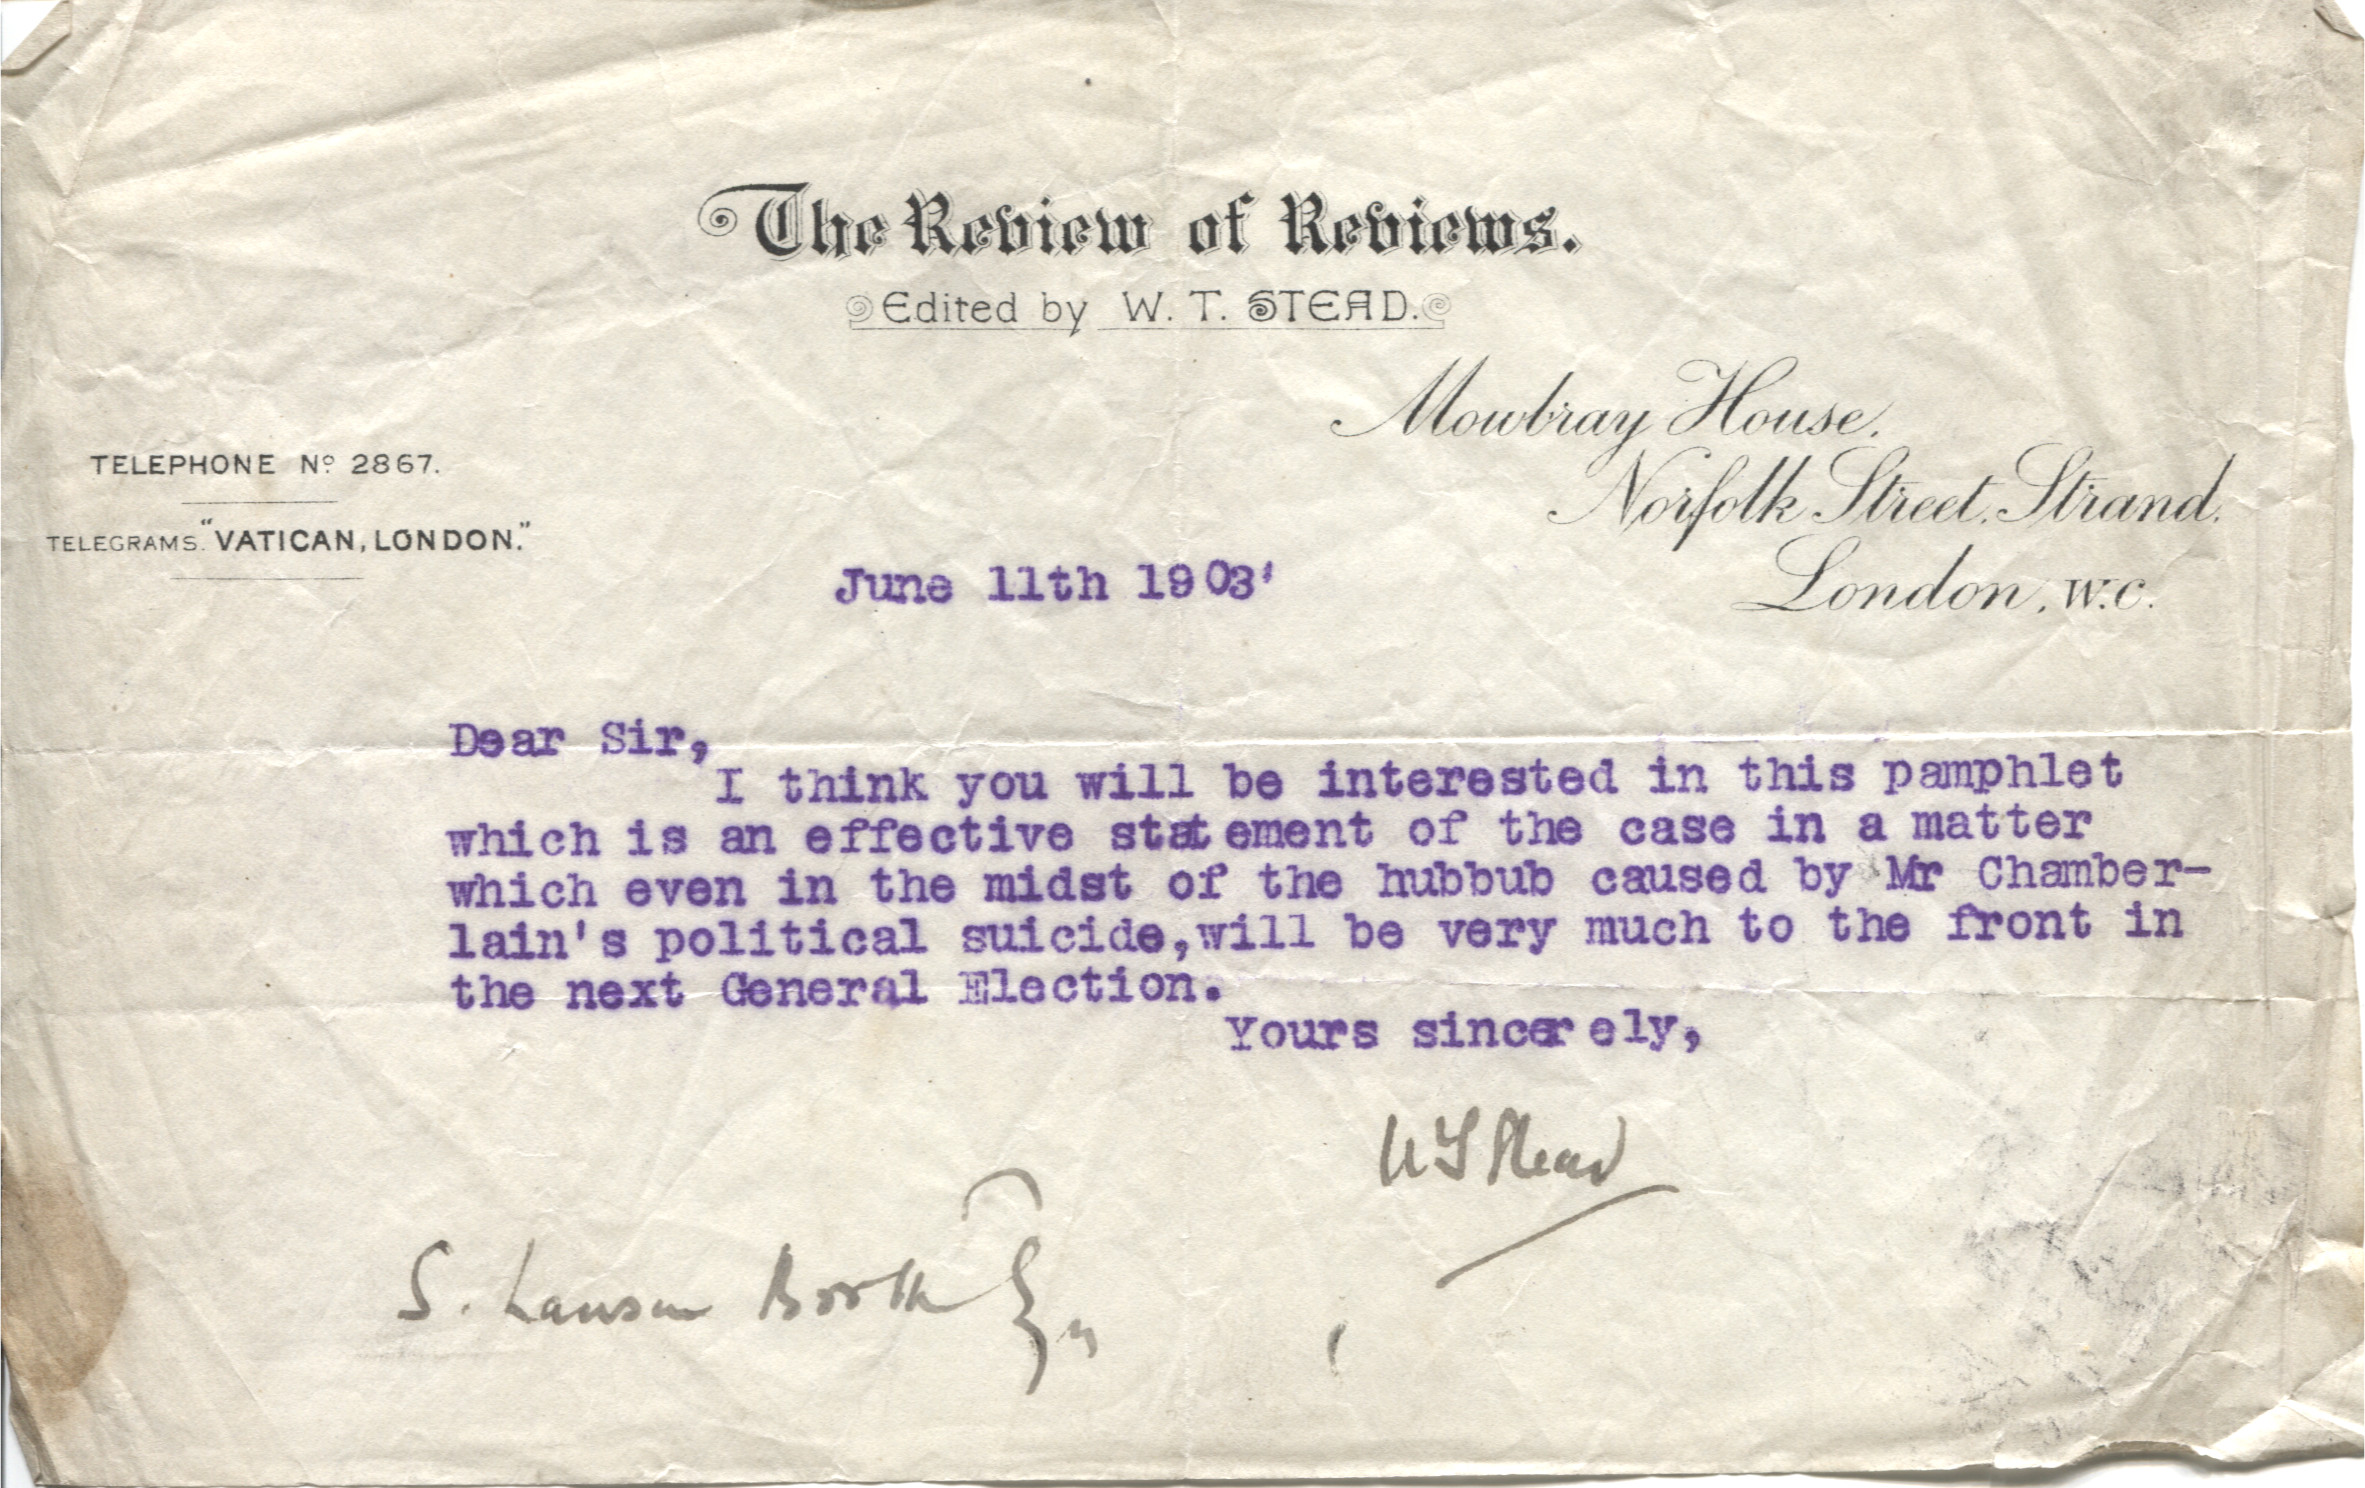 The Review of Reviews.
Edited by W. T. STEAD.
Mowbray House,
Norfolk Street, Strand,
London, W.C.
TELEPHONE Nº 2867.
TELEGRAMS. "VATICAN, LONDON."
June 11th 1903'
Dear Sir,
I think you will be interested in this pamphlet
which is an effective statement of the case in a matter
which even in the midst of the hubbub caused by Mr Chamber-
lain's political suicide,will be very much to the front in
the next General Election.
Yours sincerely,
W T Stead
S. Lawson Booth Esq